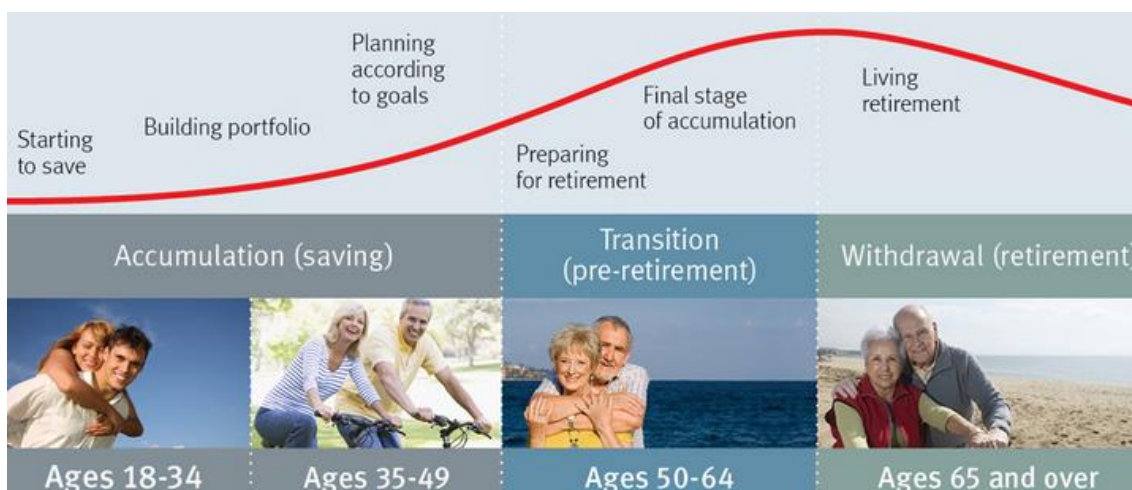 Starting
to save
Building portfolio
Planning
according
to goals
Preparing
for retirement
Final stage
of accumulation
Living
retirement
Accumulation (saving)
Transition
(pre-retirement)
Withdrawal (retirement)
Ages 18-34
Ages 35-49
Ages 50-64
Ages 65 and over